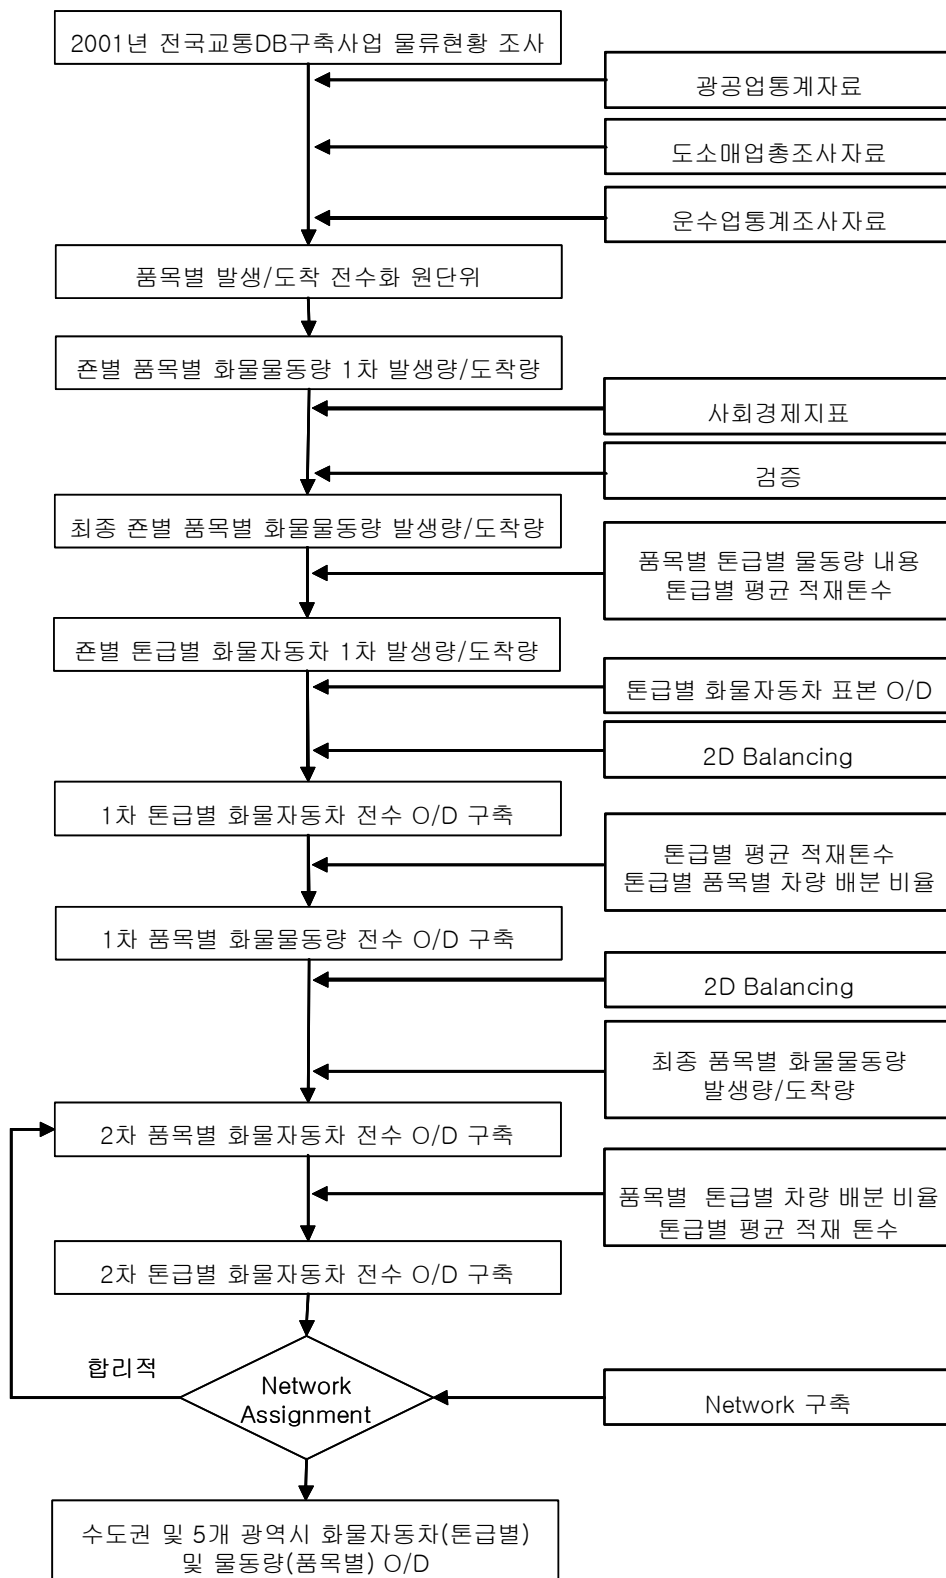 2001년 전국교통DB구축사업 물류현황 조사
광공업통계자료
도소매업총조사자료
운수업통계조사자료
품목별 발생/도착 전수화 원단위
죤별 품목별 화물물동량 1차 발생량/도착량
사회경제지표
검증
최종 죤별 품목별 화물물동량 발생량/도착량
품목별 톤급별 물동량 내용
톤급별 평균 적재톤수
죤별 톤급별 화물자동차 1차 발생량/도착량
톤급별 화물자동차 표본 O/D
2D Balancing
1차 톤급별 화물자동차 전수 O/D 구축
톤급별 평균 적재톤수
톤급별 품목별 차량 배분 비율
1차 품목별 화물물동량 전수 O/D 구축
2D Balancing
최종 품목별 화물물동량
발생량/도착량
2차 품목별 화물자동차 전수 O/D 구축
품목별 톤급별 차량 배분 비율
톤급별 평균 적재 톤수
2차 톤급별 화물자동차 전수 O/D 구축
합리적
Network
Assignment
Network 구축
수도권 및 5개 광역시 화물자동차(톤급별)
및 물동량(품목별) O/D